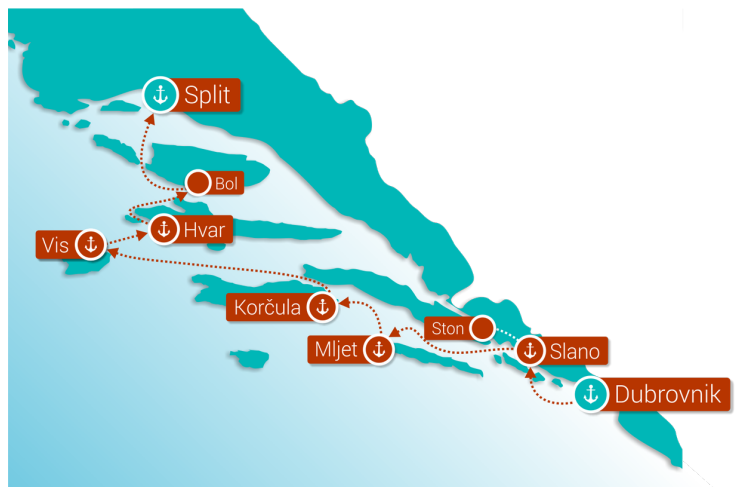 Split
Bol
Hvar
Vis
Korčula
Ston
Mljet
Slano
Dubrovnik